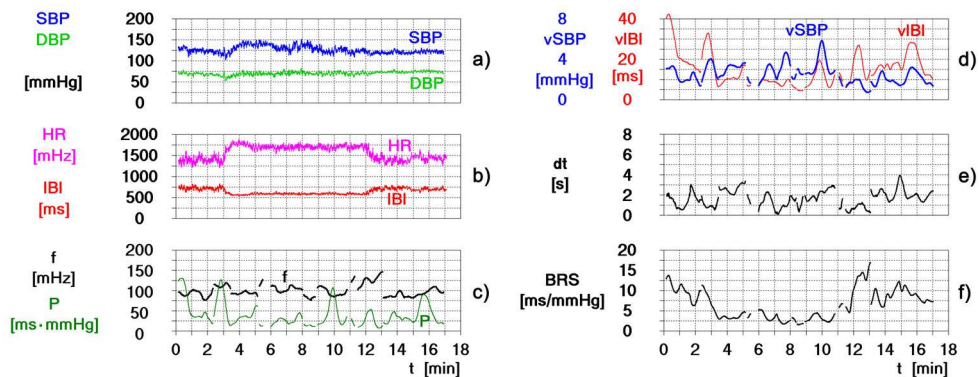 SBP
DBP
[mmHg]
200
150
100
50
0
SBP
DBP
a)
HR
[mHz]
IBI
[ms]
2000
1500
1000
500
0
HR
IBI
b)
f
[mHz]
P
[ms·mmHg]
200
150
100
50
0
f
P
c)
0 2 4 6 8 10 12 14 16 18
t [min]
8
vSBP
4
[mmHg]
0
40
vIBI
20
[ms]
0
vSBP
vIBI
d)
dt
[s]
8
6
4
2
0
e)
BRS
[ms/mmHg]
20
15
10
5
0
f)
0 2 4 6 8 10 12 14 16 18
t [min]